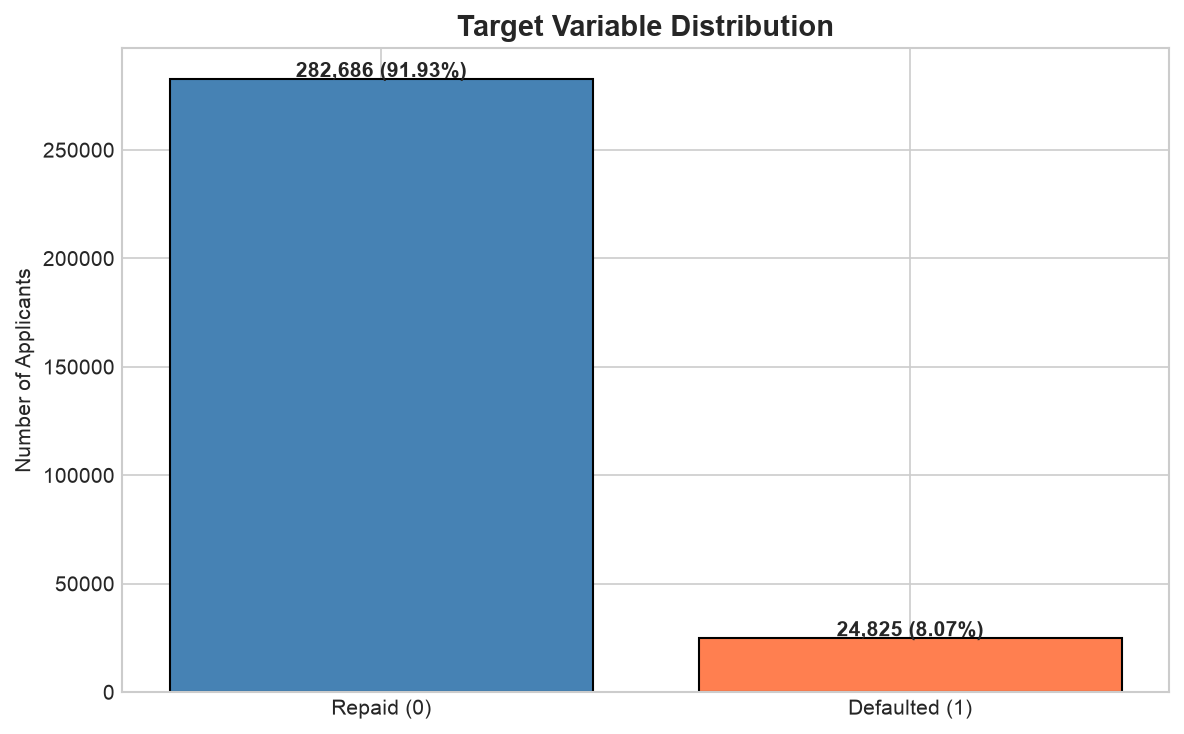 Target Variable Distribution
282,686 (91.93%)
250000
200000
150000
100000
50000
0
Number of Applicants
24,825 (8.07%)
Repaid (0)
Defaulted (1)